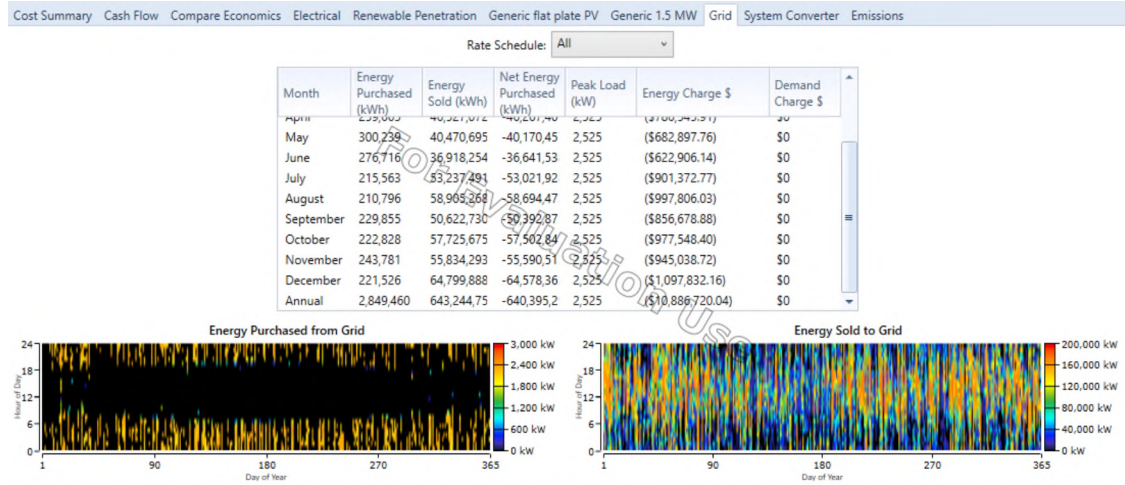 Cost Summary Cash Flow Compare Economics Electrical Renewable Penetration Generic flat plate PV Generic 1.5 MW Grid System Converter Emissions
Rate Schedule: All
Month Energy Purchased (kWh) Energy Sold (kWh) Net Energy Purchased (kWh) Peak Load (kW) Energy Charge $ Demand Charge $
April 2,525 $0
May 300,239 40,470,695 -40,170,45 2,525 ($682,897.76) $0
June 276,716 36,918,254 -36,641,53 2,525 ($622,906.14) $0
July 215,563 53,237,491 -53,021,92 2,525 ($901,372.77) $0
August 210,796 58,905,268 -58,694,47 2,525 ($997,806.03) $0
September 229,855 50,622,730 -50,392,87 2,525 ($856,678.88) $0
October 222,828 57,725,675 -57,502,84 2,525 ($977,548.40) $0
November 243,781 55,834,293 -55,590,51 2,525 ($945,038.72) $0
December 221,526 64,799,888 -64,578,36 2,525 ($1,097,832.16) $0
Annual 2,849,460 643,244,75 -640,395,2 2,525 ($10,886,720.04) $0
For Evaluation Use
Energy Purchased from Grid
24
18
12
6
0
Hour of Day
1 90 180 270 365
Day of Year
3,000 kW
2,400 kW
1,800 kW
1,200 kW
600 kW
0 kW
Energy Sold to Grid
24
18
12
6
0
Hour of Day
1 90 180 270 365
Day of Year
200,000 kW
160,000 kW
120,000 kW
80,000 kW
40,000 kW
0 kW